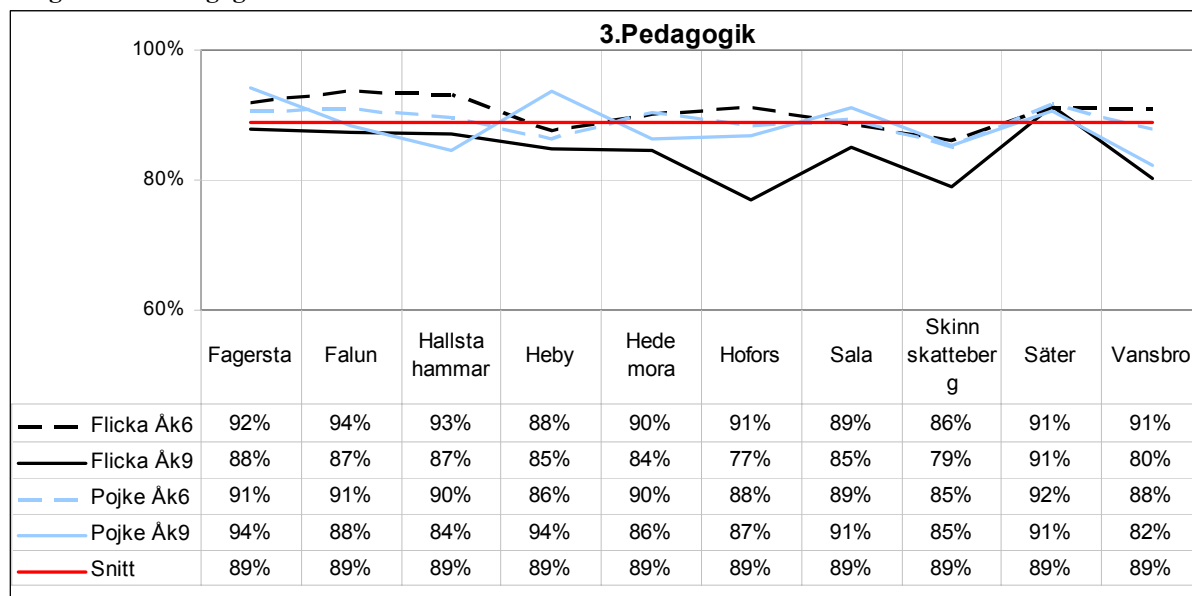 3.Pedagogik
100%
80%
60%
Fagersta Falun Hallsta hammar Heby Hede mora Hofors Sala Skinn skatteber g Säter Vansbro
Flicka Åk6 92% 94% 93% 88% 90% 91% 89% 86% 91% 91%
Flicka Åk9 88% 87% 87% 85% 84% 77% 85% 79% 91% 80%
Pojke Åk6 91% 91% 90% 86% 90% 88% 89% 85% 92% 88%
Pojke Åk9 94% 88% 84% 94% 86% 87% 91% 85% 91% 82%
Snitt 89% 89% 89% 89% 89% 89% 89% 89% 89% 89%